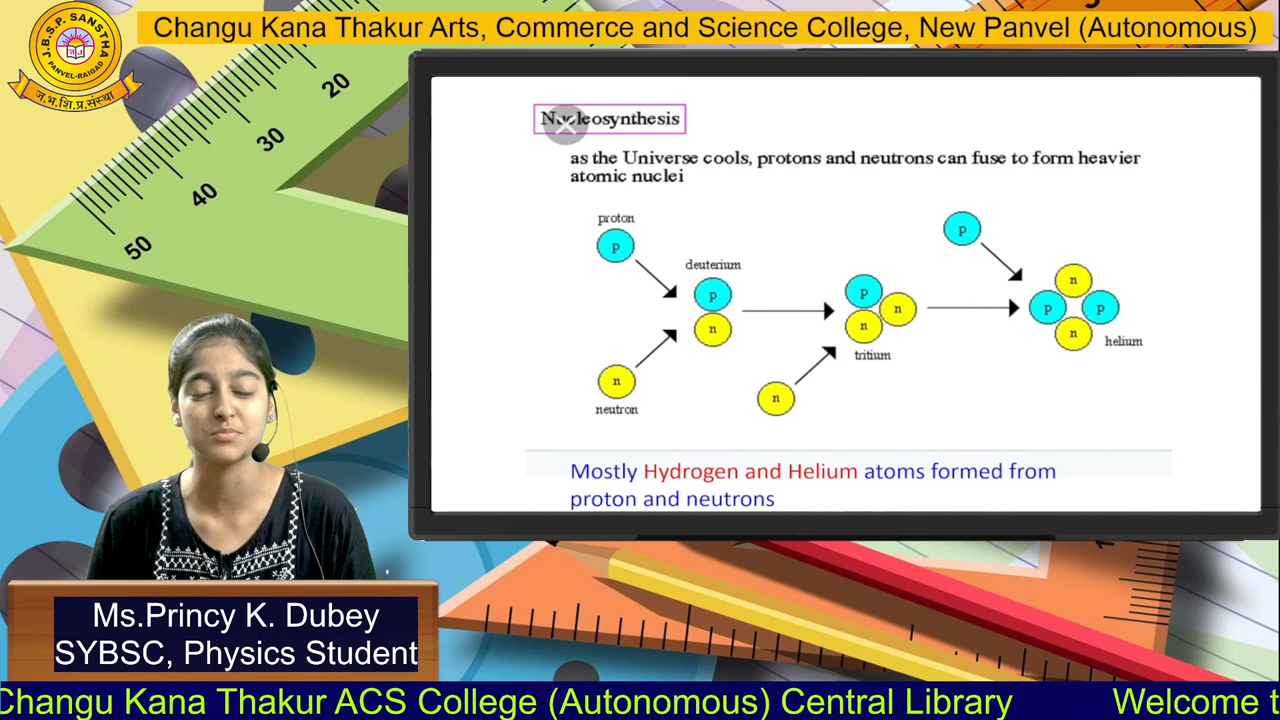 J.B.S.P. SANSTHA
PANVEL-RAIGAD
ज.भ.शि.प्र.संस्था
Changu Kana Thakur Arts, Commerce and Science College, New Panvel (Autonomous)
20
30
40
50
Nucleosynthesis
as the Universe cools, protons and neutrons can fuse to form heavier
atomic nuclei
proton
p
p
deuterium
p
n
p
n
n
tritium
n
p
p
n
helium
n
neutron
n
Mostly Hydrogen and Helium atoms formed from
proton and neutrons
Ms.Princy K. Dubey
SYBSC, Physics Student
Changu Kana Thakur ACS College (Autonomous) Central Library
Welcome t